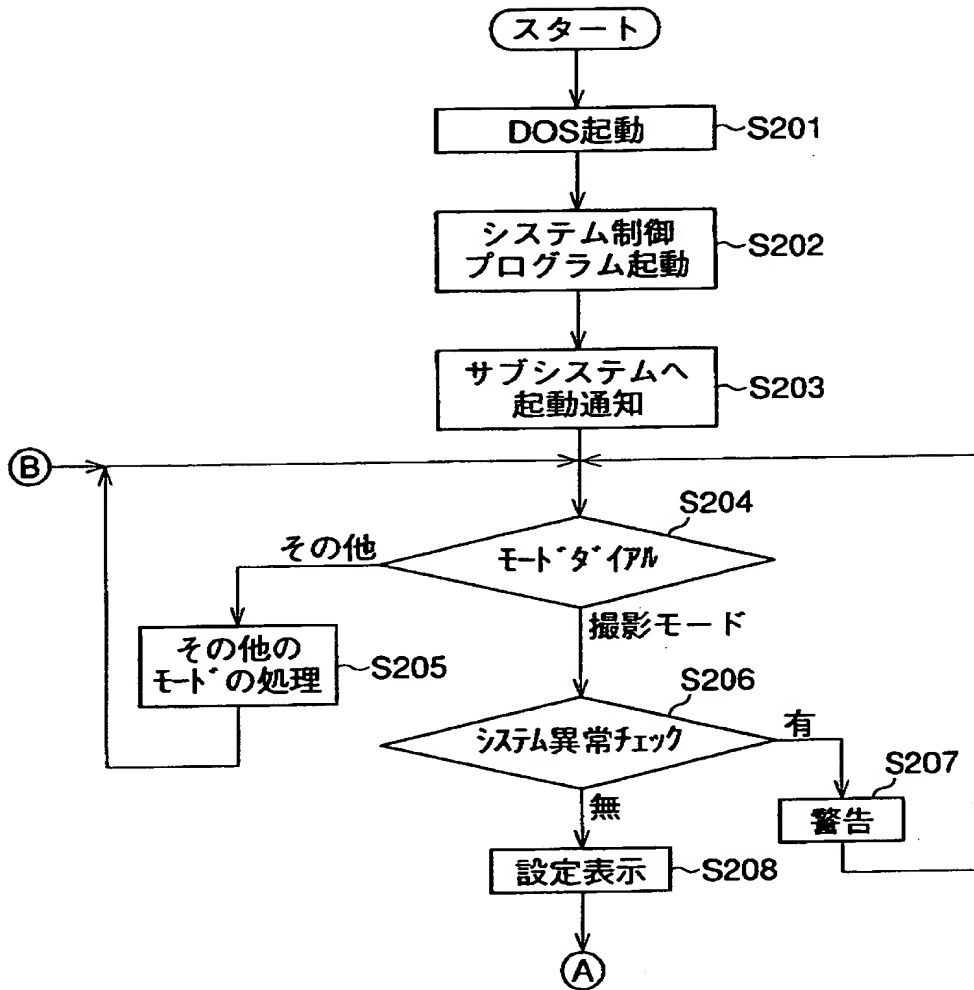 スタート
DOS起動
S201
システム制御
プログラム起動
S202
サブシステムへ
起動通知
S203
B
S204
その他
モードダイアル
撮影モード
その他の
モードの処理
S205
S206
システム異常チェック
有
S207
無
警告
設定表示
S208
A